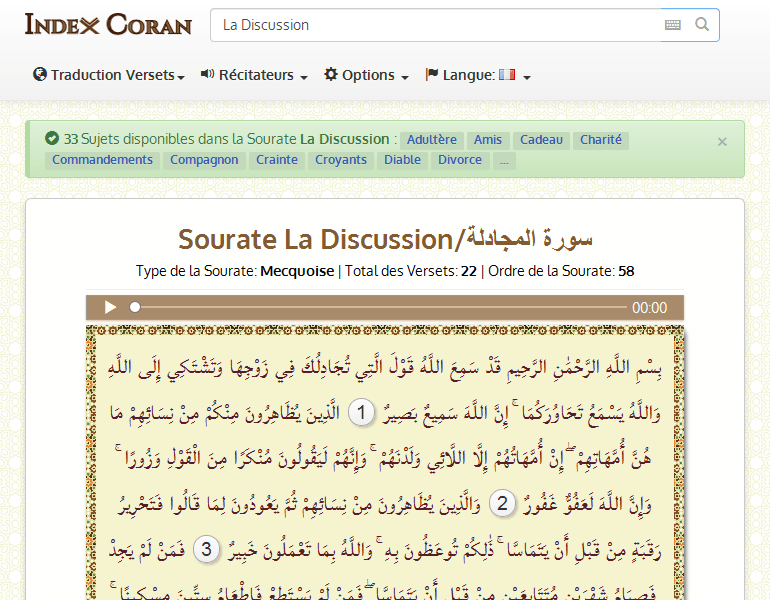 INDEX CORAN
La Discussion
Traduction Versets Récitateurs Options Langue:
33 Sujets disponibles dans la Sourate La Discussion : Adultère Amis Cadeau Charité ×
Commandements Compagnon Crainte Croyants Diable Divorce ...
Sourate La Discussion/سورة المجادلة
Type de la Sourate: Mecquoise | Total des Versets: 22 | Ordre de la Sourate: 58
00:00
بِسْمِ اللَّهِ الرَّحْمَٰنِ الرَّحِيمِ قَدْ سَمِعَ اللَّهُ قَوْلَ الَّتِي تُجَادِلُكَ فِي زَوْجِهَا وَتَشْتَكِي إِلَى اللَّهِ
وَاللَّهُ يَسْمَعُ تَحَاوُرَكُمَا ۚ إِنَّ اللَّهَ سَمِيعٌ بَصِيرٌ 1 الَّذِينَ يُظَاهِرُونَ مِنْكُمْ مِنْ نِسَائِهِمْ مَا
هُنَّ أُمَّهَاتِهِمْ ۖ إِنْ أُمَّهَاتُهُمْ إِلَّا اللَّائِي وَلَدْنَهُمْ ۚ وَإِنَّهُمْ لَيَقُولُونَ مُنْكَرًا مِنَ الْقَوْلِ وَزُورًا ۚ
وَإِنَّ اللَّهَ لَعَفُوٌّ غَفُورٌ 2 وَالَّذِينَ يُظَاهِرُونَ مِنْ نِسَائِهِمْ ثُمَّ يَعُودُونَ لِمَا قَالُوا فَتَحْرِيرُ
رَقَبَةٍ مِنْ قَبْلِ أَنْ يَتَمَاسَّا ۚ ذَٰلِكُمْ تُوعَظُونَ بِهِ ۚ وَاللَّهُ بِمَا تَعْمَلُونَ خَبِيرٌ 3 فَمَنْ لَمْ يَجِدْ
فَصِيَامُ شَهْرَيْنِ مُتَتَابِعَيْنِ مِنْ قَبْلِ أَنْ يَتَمَاسَّا ۖ فَمَنْ لَمْ يَسْتَطِعْ فَإِطْعَامُ سِتِّينَ مِسْكِينًا ۚ